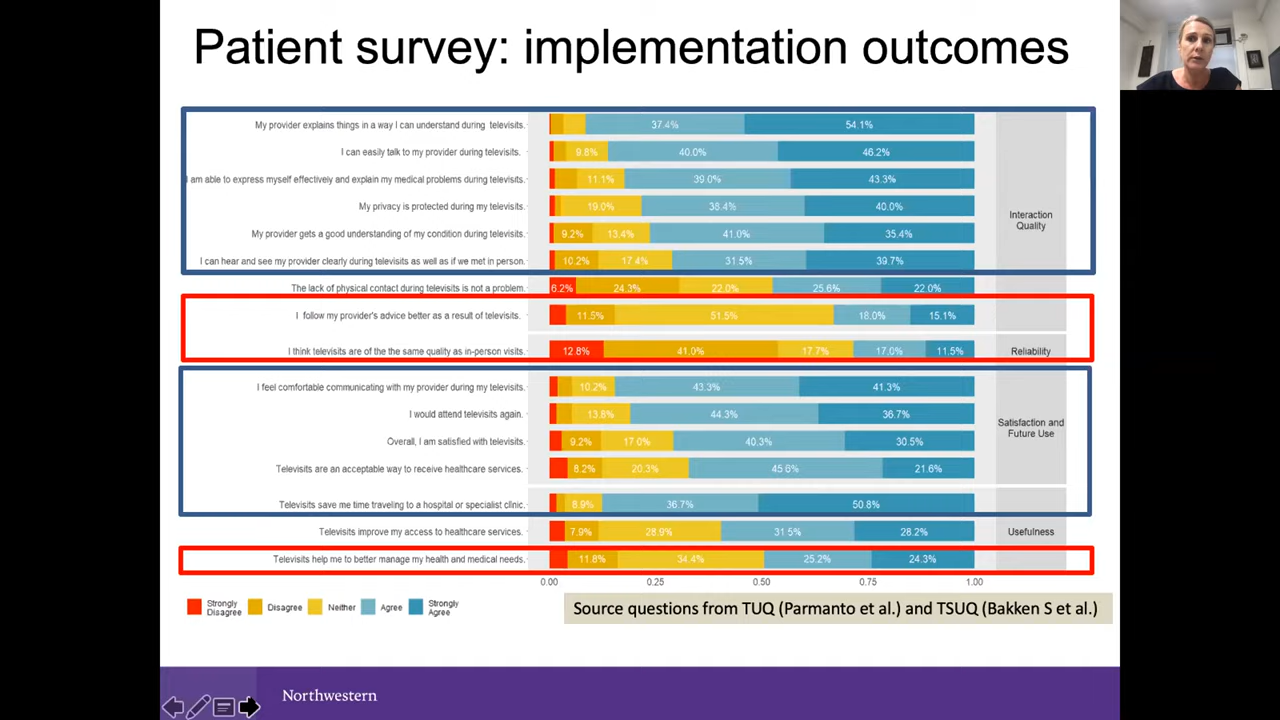 Patient survey: implementation outcomes
My provider explains things in a way I can understand during televisits. 37.4% 54.1%
I can easily talk to my provider during televisits. 9.8% 40.0% 46.2%
I am able to express myself effectively and explain my medical problems during televisits. 11.1% 39.0% 43.3%
My privacy is protected during my televisits. 19.0% 38.4% 40.0%
Interaction
Quality
My provider gets a good understanding of my condition during televisits. 9.2% 13.4% 41.0% 35.4%
I can hear and see my provider clearly during televisits as well as if we met in person. 10.2% 17.4% 31.5% 39.7%
The lack of physical contact during televisits is not a problem. 6.2% 24.3% 22.0% 25.6% 22.0%
I follow my provider's advice better as a result of televisits. 11.5% 51.5% 18.0% 15.1%
I think televisits are of the the same quality as in-person visits. 12.8% 41.0% 17.7% 17.0% 11.5% Reliability
I feel comfortable communicating with my provider during my televisits. 10.2% 43.3% 41.3%
I would attend televisits again. 13.8% 44.3% 36.7%
Satisfaction and
Future Use
Overall, I am satisfied with televisits. 9.2% 17.0% 40.3% 30.5%
Televisits are an acceptable way to receive healthcare services. 8.2% 20.3% 45.6% 21.6%
Televisits save me time traveling to a hospital or specialist clinic. 8.9% 36.7% 50.8%
Televisits improve my access to healthcare services. 7.9% 28.9% 31.5% 28.2% Usefulness
Televisits help me to better manage my health and medical needs. 11.8% 34.4% 25.2% 24.3%
0.00 0.25 0.50 0.75 1.00
Strongly
Disagree
Disagree
Neither
Agree
Strongly
Agree
Source questions from TUQ (Parmanto et al.) and TSUQ (Bakken S et al.)
Northwestern